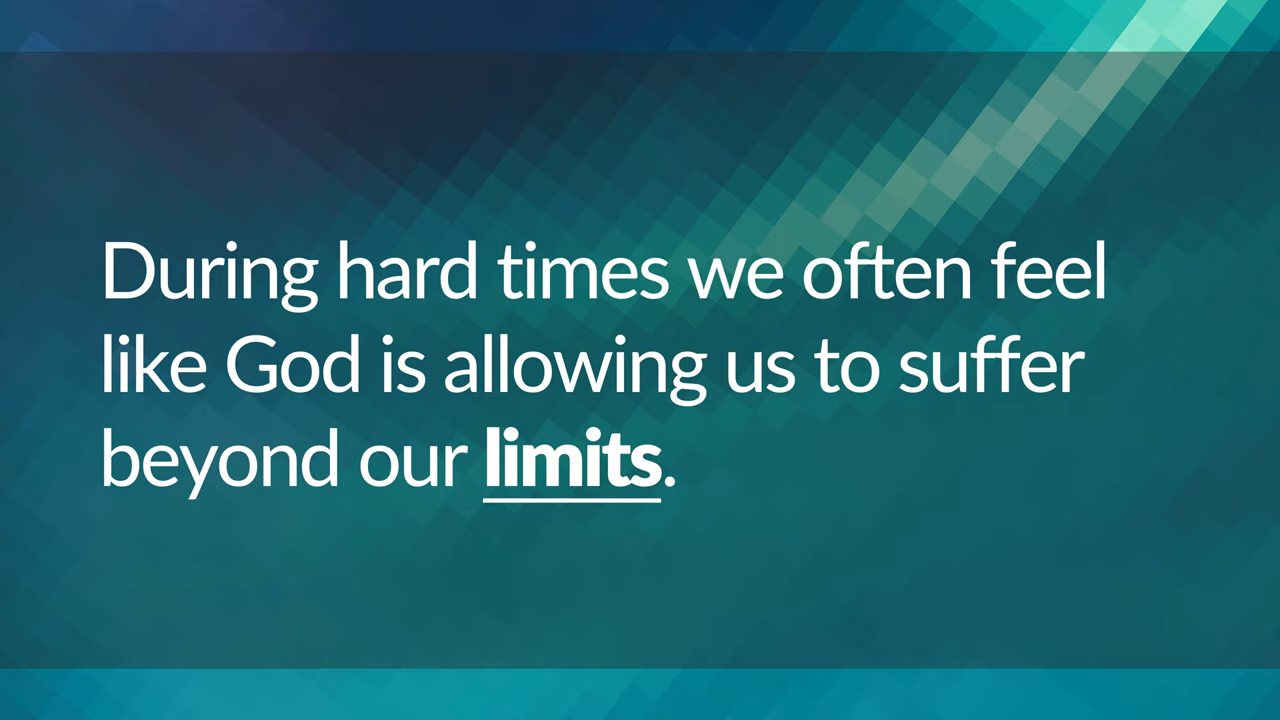 During hard times we often feel
like God is allowing us to suffer
beyond our limits.